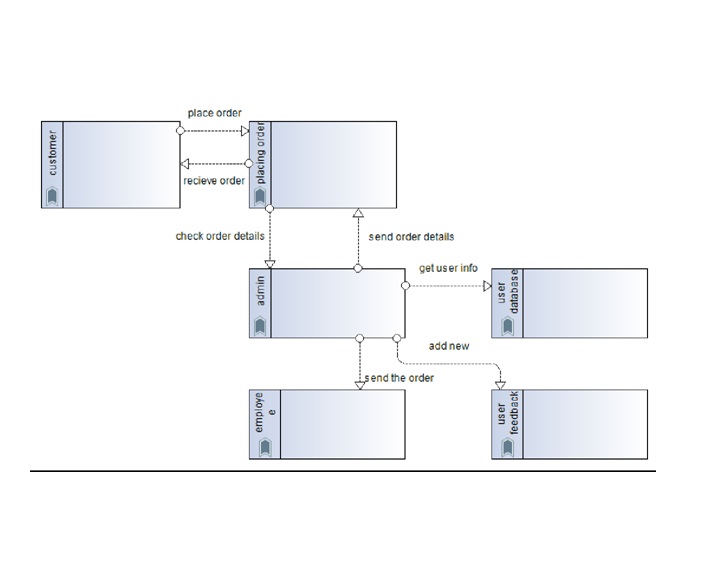 place order
customer
placing order
recieve order
check order details
send order details
admin
get user info
user
database
add new
send the order
employe
e
user
feedback